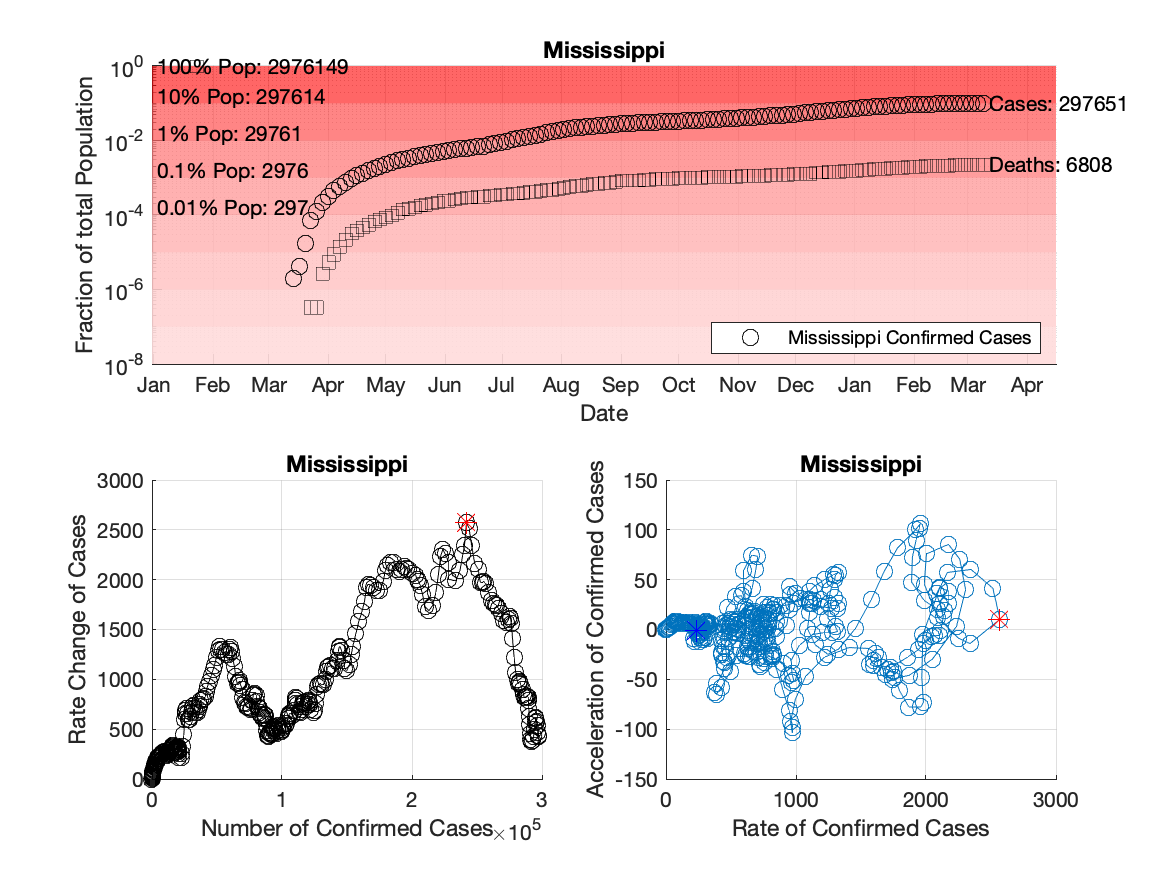 Mississippi
10^0
10^-2
10^-4
10^-6
10^-8
Fraction of total Population
100% Pop: 2976149
10% Pop: 297614
1% Pop: 29761
0.1% Pop: 2976
0.01% Pop: 297
Cases: 297651
Deaths: 6808
Mississippi Confirmed Cases
Jan Feb Mar Apr May Jun Jul Aug Sep Oct Nov Dec Jan Feb Mar Apr
Date
Mississippi
3000
2500
2000
1500
1000
500
0
Rate Change of Cases
0 1 2 3
Number of Confirmed Cases ×10^5
Mississippi
150
100
50
0
-50
-100
-150
Acceleration of Confirmed Cases
0 1000 2000 3000
Rate of Confirmed Cases